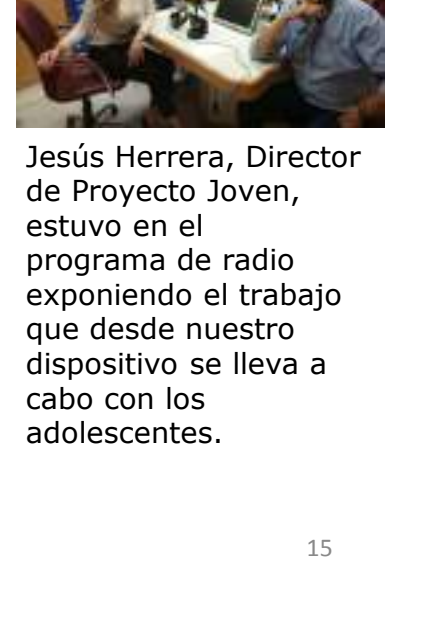 Jesús Herrera, Director
de Proyecto Joven,
estuvo en el
programa de radio
exponiendo el trabajo
que desde nuestro
dispositivo se lleva a
cabo con los
adolescentes.
15